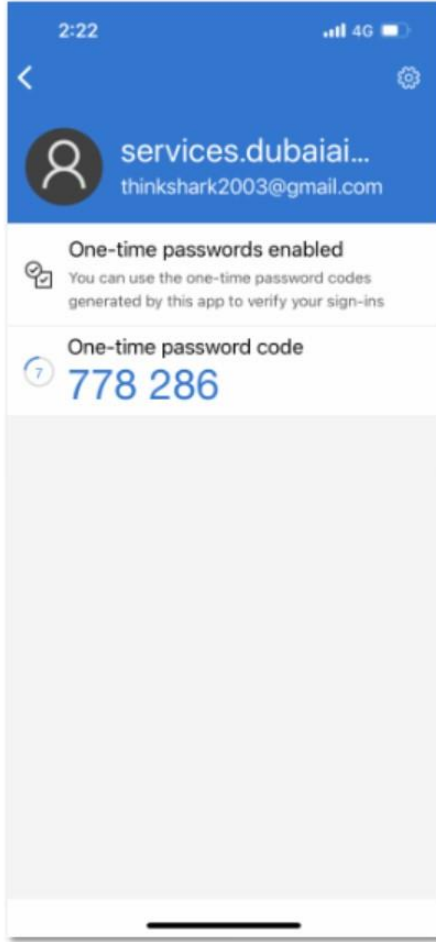 2:22
4G
services.dubaiai...
thinkshark2003@gmail.com
One-time passwords enabled
You can use the one-time password codes
generated by this app to verify your sign-ins
One-time password code
7
778 286